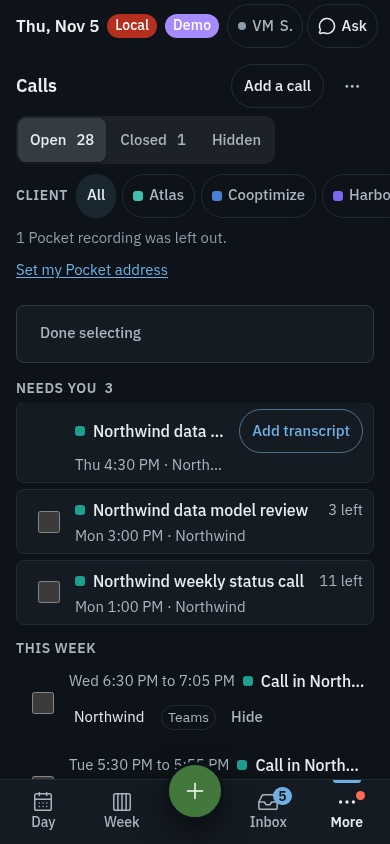 Thu, Nov 5 Local Demo VM S. Ask
Calls Add a call
Open 28 Closed 1 Hidden
CLIENT All Atlas Cooptimize Harbo
1 Pocket recording was left out.
Set my Pocket address
Done selecting
NEEDS YOU 3
Northwind data ... Add transcript
Thu 4:30 PM · North...
Northwind data model review 3 left
Mon 3:00 PM · Northwind
Northwind weekly status call 11 left
Mon 1:00 PM · Northwind
THIS WEEK
Wed 6:30 PM to 7:05 PM Call in North...
Northwind Teams Hide
Tue 5:30 PM to 5:55 PM Call in North...
Day Week Inbox 5 More